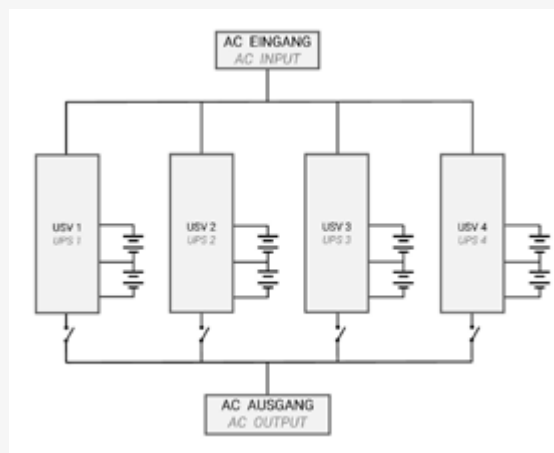 AC EINGANG
AC INPUT
USV 1
UPS 1
USV 2
UPS 2
USV 3
UPS 3
USV 4
UPS 4
AC AUSGANG
AC OUTPUT